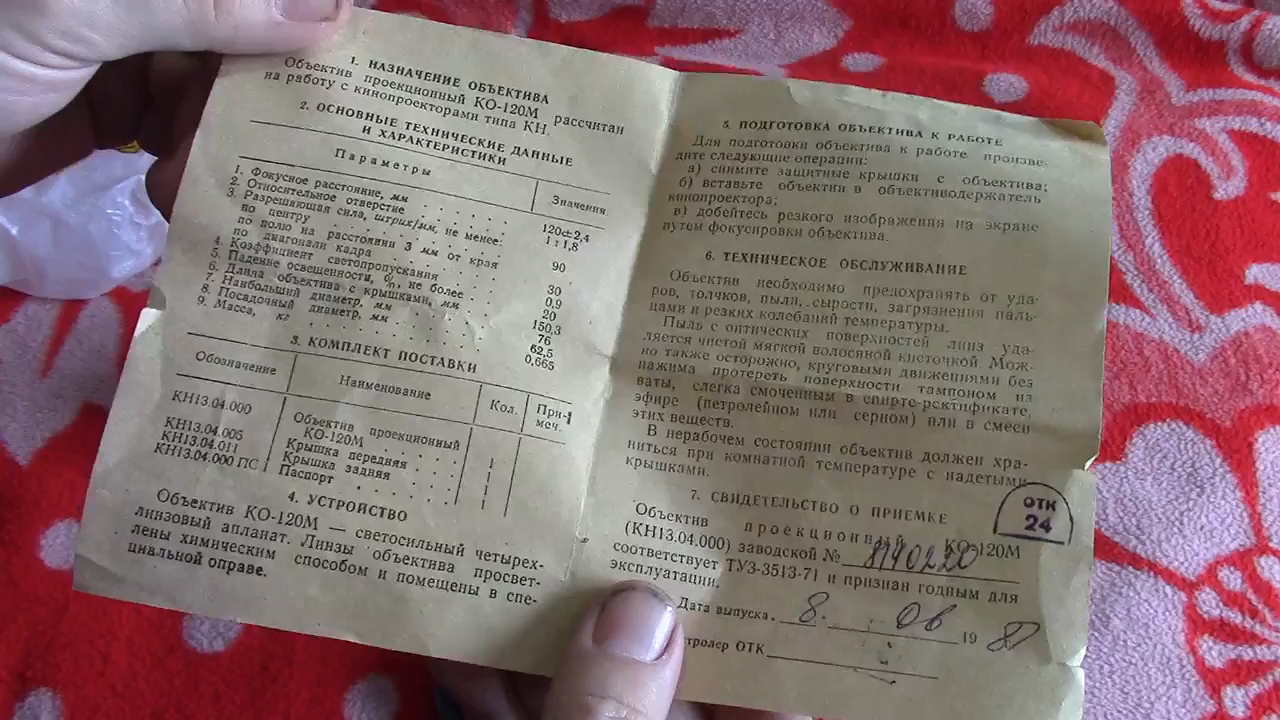 1. НАЗНАЧЕНИЕ ОБЪЕКТИВА
Объектив проекционный КО-120М рассчитан
на работу с кинопроекторами типа КН.
2. ОСНОВНЫЕ ТЕХНИЧЕСКИЕ ДАННЫЕ
И ХАРАКТЕРИСТИКИ
Параметры Значения
1. Фокусное расстояние, мм 120±2,4
2. Относительное отверстие 1:1,8
3. Разрешающая сила, штрих/мм, не менее:
по центру 90
по полю на расстоянии 3 мм от края
по диагонали кадра 30
4. Коэффициент светопропускания 0,9
5. Падение освещенности, %, не более 20
6. Длина объектива с крышками, мм 150,3
7. Наибольший диаметр, мм 76
8. Посадочный диаметр, мм 62,5
9. Масса, кг 0,665
3. КОМПЛЕКТ ПОСТАВКИ
Обозначение Наименование Кол. При-
меч.
КН13.04.000 Объектив проекционный
КО-120М 1
КН13.04.005 Крышка передняя 1
КН13.04.011 Крышка задняя 1
КН13.04.000 ПС Паспорт 1
4. УСТРОЙСТВО
Объектив КО-120М — светосильный четырех-
линзовый апланат. Линзы объектива просвет-
лены химическим способом и помещены в спе-
циальной оправе.
5. ПОДГОТОВКА ОБЪЕКТИВА К РАБОТЕ
Для подготовки объектива к работе произве-
дите следующие операции:
а) снимите защитные крышки с объектива;
б) вставьте объектив в объективодержатель
кинопроектора;
в) добейтесь резкого изображения на экране
путем фокусировки объектива.
6. ТЕХНИЧЕСКОЕ ОБСЛУЖИВАНИЕ
Объектив необходимо предохранять от уда-
ров, толчков, пыли, сырости, загрязнения паль-
цами и резких колебаний температуры.
Пыль с оптических поверхностей линз уда-
ляется чистой мягкой волосяной кисточкой. Мож-
но также осторожно, круговыми движениями без
нажима протереть поверхности тампоном из
ваты, слегка смоченным в спирте-ректификате,
эфире (петролейном или серном) или в смеси
этих веществ.
В нерабочем состоянии объектив должен хра-
ниться при комнатной температуре с надетыми
крышками.
7. СВИДЕТЕЛЬСТВО О ПРИЕМКЕ
ОТК
24
Объектив проекционный КО-120М
(КН13.04.000) заводской №
соответствует ТУ3-3513-71 и признан годным для
эксплуатации.
Дата выпуска. 8. 06 19 87
тролер ОТК